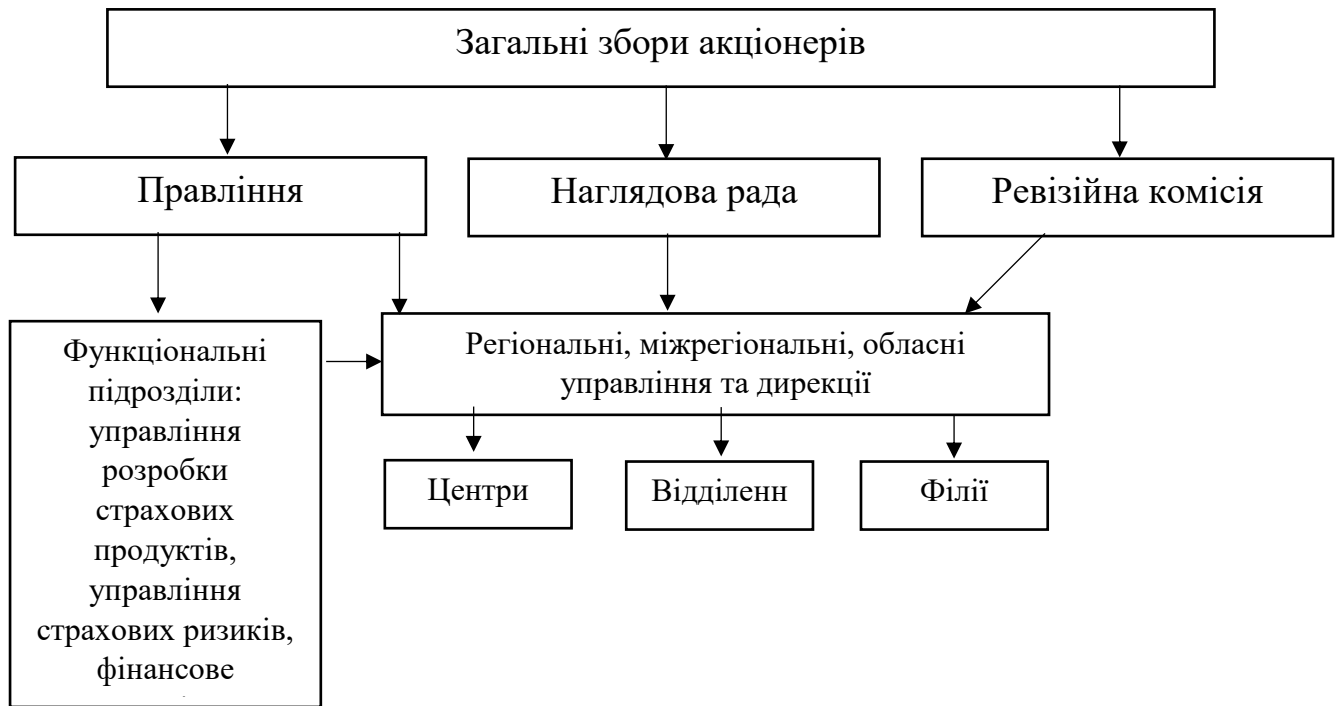 Загальні збори акціонерів
Правління
Наглядова рада
Ревізійна комісія
Функціональні
підрозділи:
управління
розробки
страхових
продуктів,
управління
страхових ризиків,
фінансове
Регіональні, міжрегіональні, обласні
управління та дирекції
Центри
Відділенн
Філії